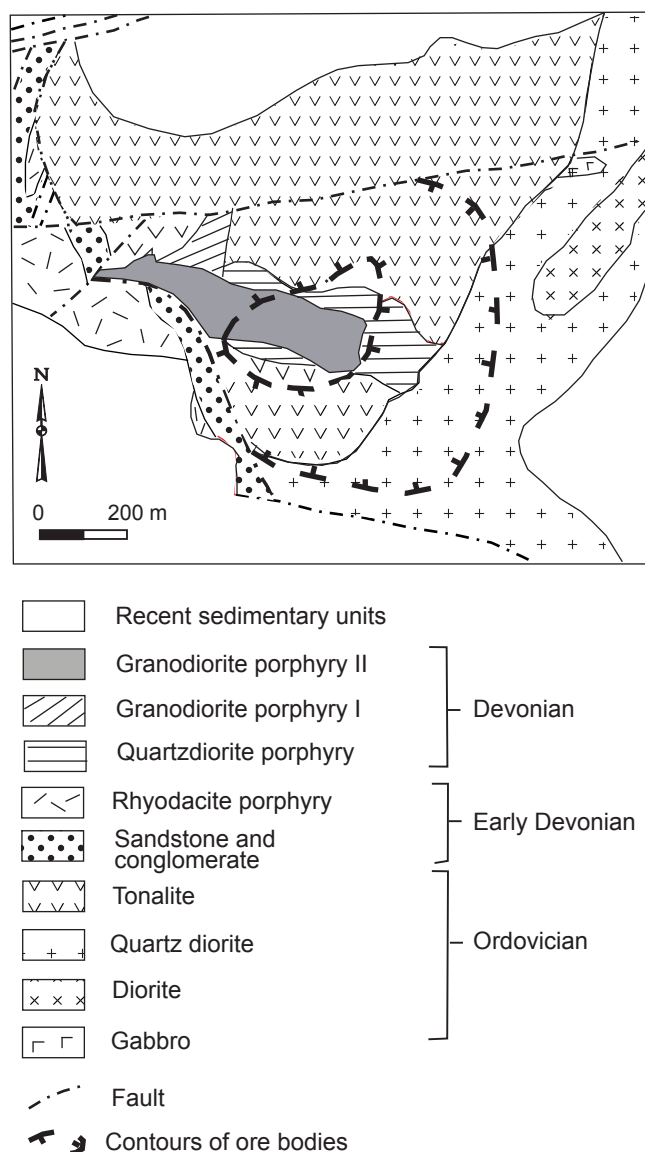 N
0 200 m
Recent sedimentary units
Granodiorite porphyry II
Granodiorite porphyry I
Devonian
Quartzdiorite porphyry
Rhyodacite porphyry
Early Devonian
Sandstone and
conglomerate
Tonalite
Quartz diorite
Ordovician
Diorite
Gabbro
Fault
Contours of ore bodies